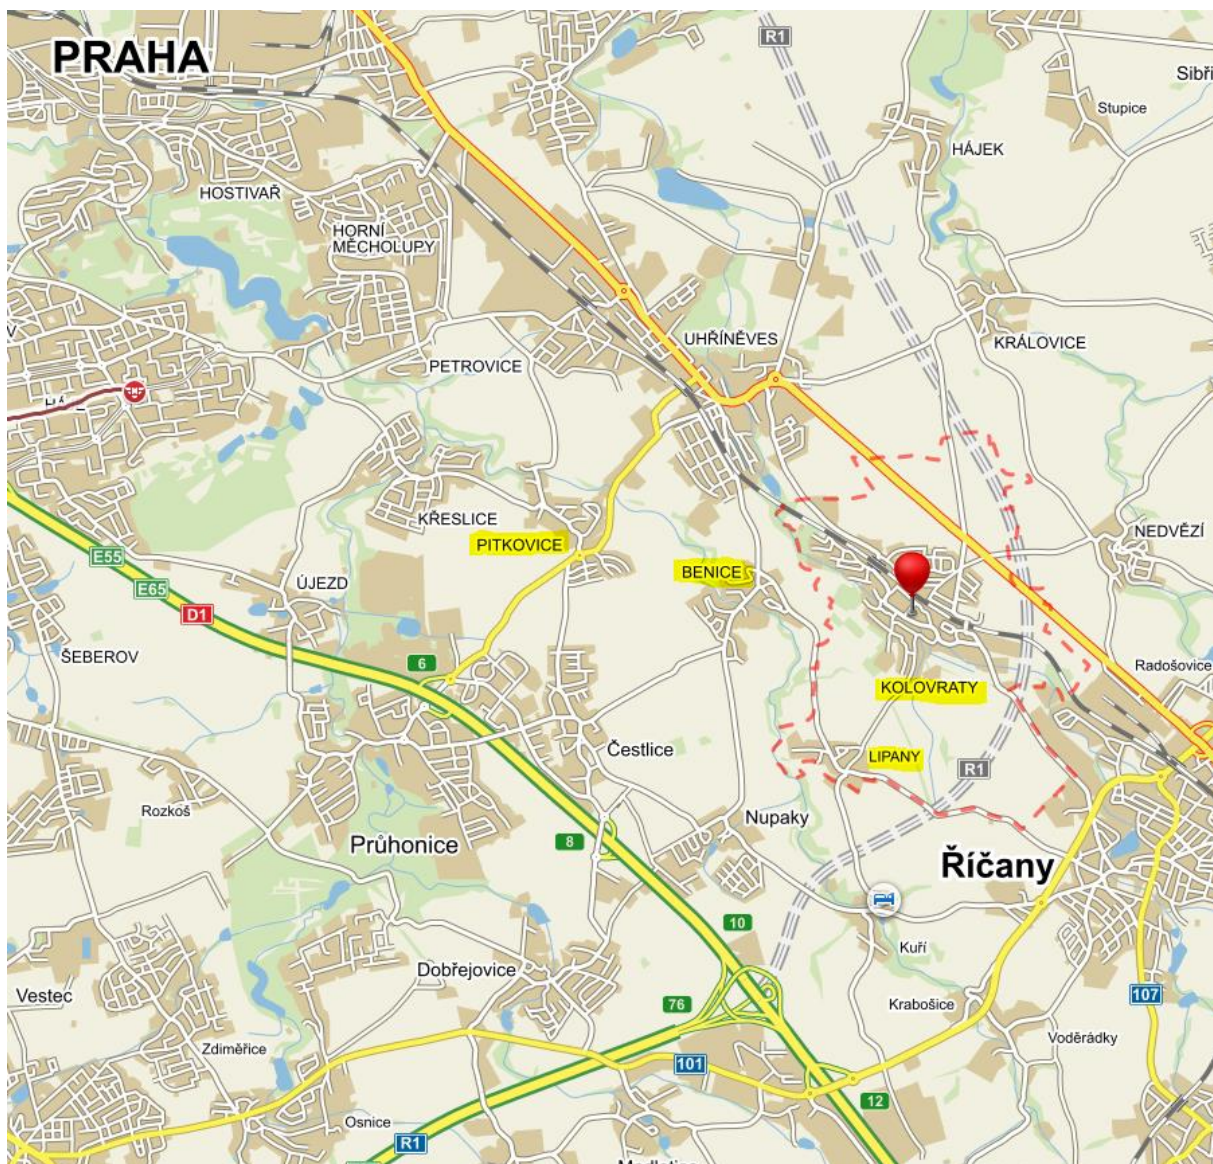 PRAHA
R1
Sibři
Stupice
HÁJEK
HOSTIVAŘ
HORNÍ
MĚCHOLUPY
UHŘÍNĚVES
KRÁLOVICE
PETROVICE
KŘESLICE
PITKOVICE
NEDVĚZÍ
E55
BENICE
ÚJEZD
E65
D1
ŠEBEROV
6
Radošovice
KOLOVRATY
Čestlice
LIPANY
R1
Rozkoš
Nupaky
8
Průhonice
Říčany
10
Kuří
Dobřejovice
Vestec
76
Krabošice
107
Zdiměřice
Voděrádky
101
12
Osnice
R1